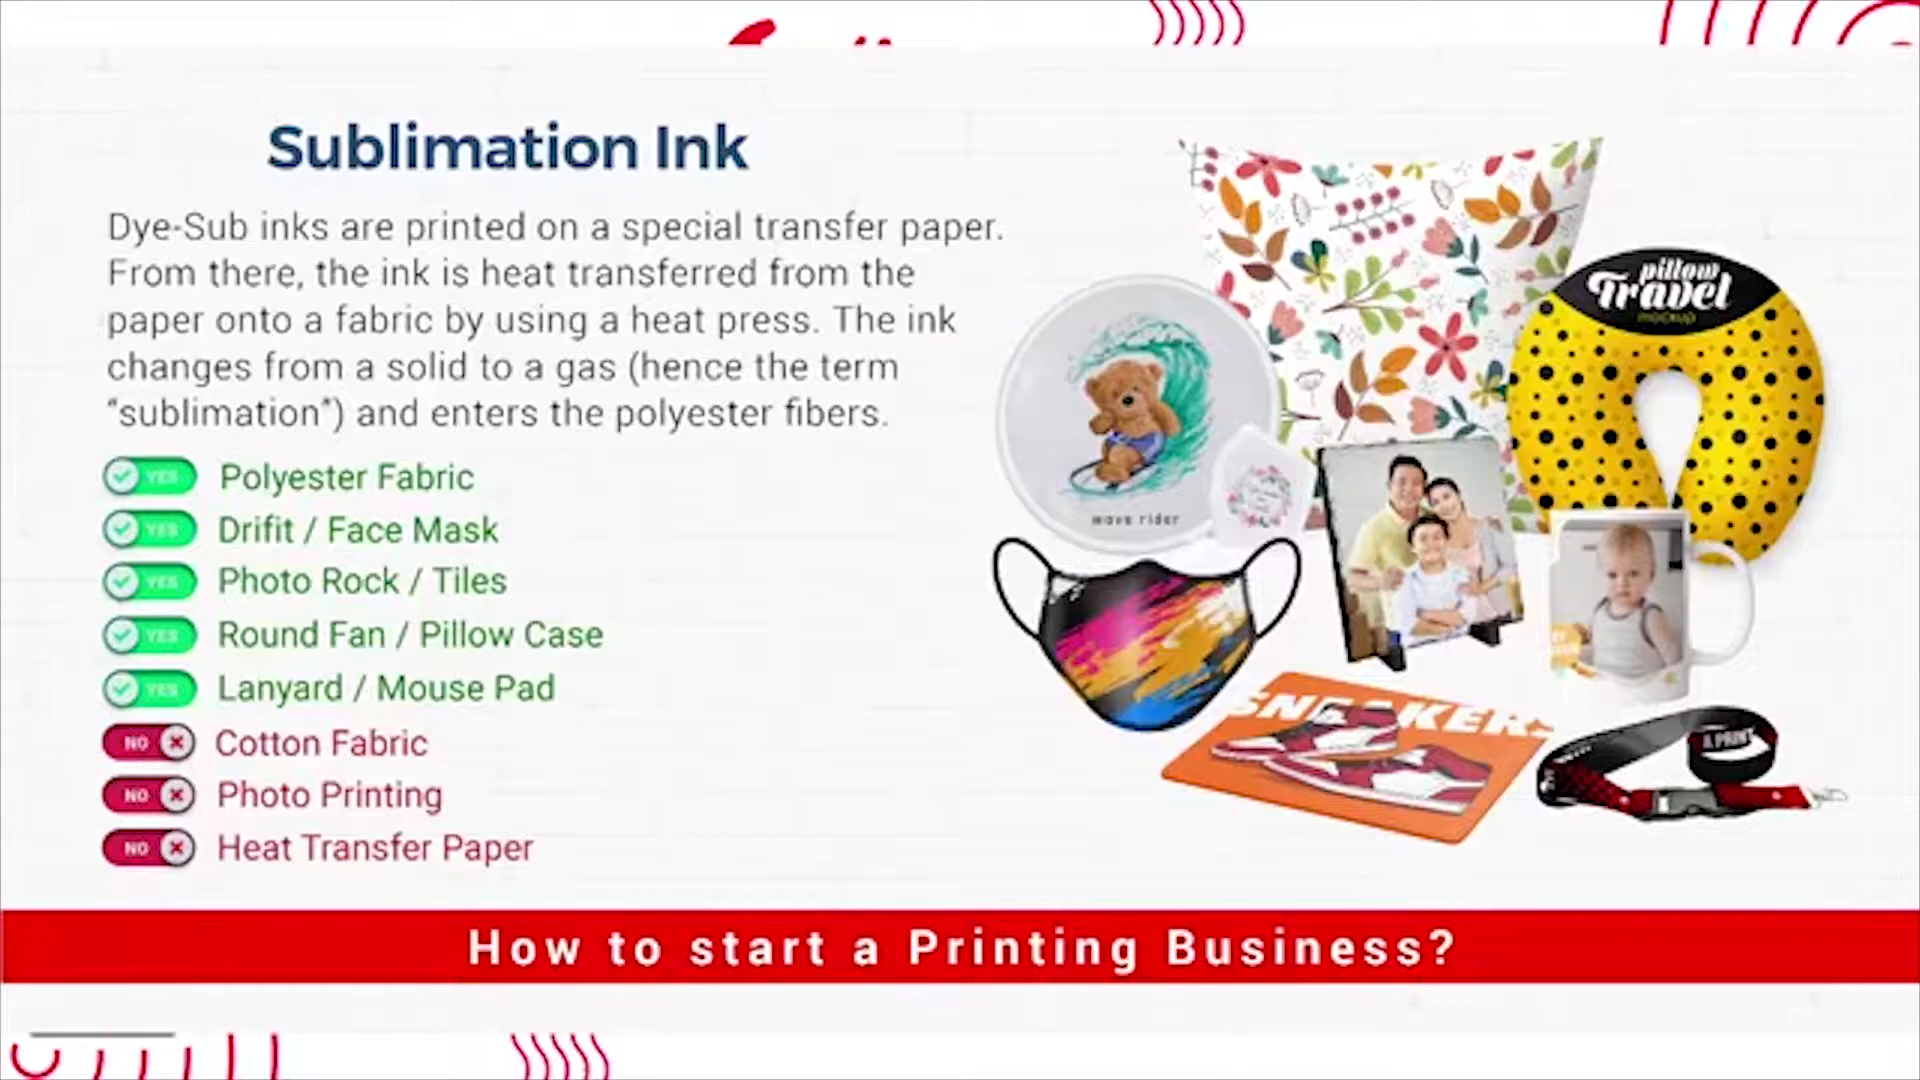 Sublimation Ink
Dye-Sub inks are printed on a special transfer paper.
From there, the ink is heat transferred from the
paper onto a fabric by using a heat press. The ink
changes from a solid to a gas (hence the term
“sublimation”) and enters the polyester fibers.
YES Polyester Fabric
YES Drifit / Face Mask
YES Photo Rock / Tiles
YES Round Fan / Pillow Case
YES Lanyard / Mouse Pad
NO Cotton Fabric
NO Photo Printing
NO Heat Transfer Paper
pillow
Travel
mockup
wave rider
SNEAKERS
A PRINT
How to start a Printing Business?